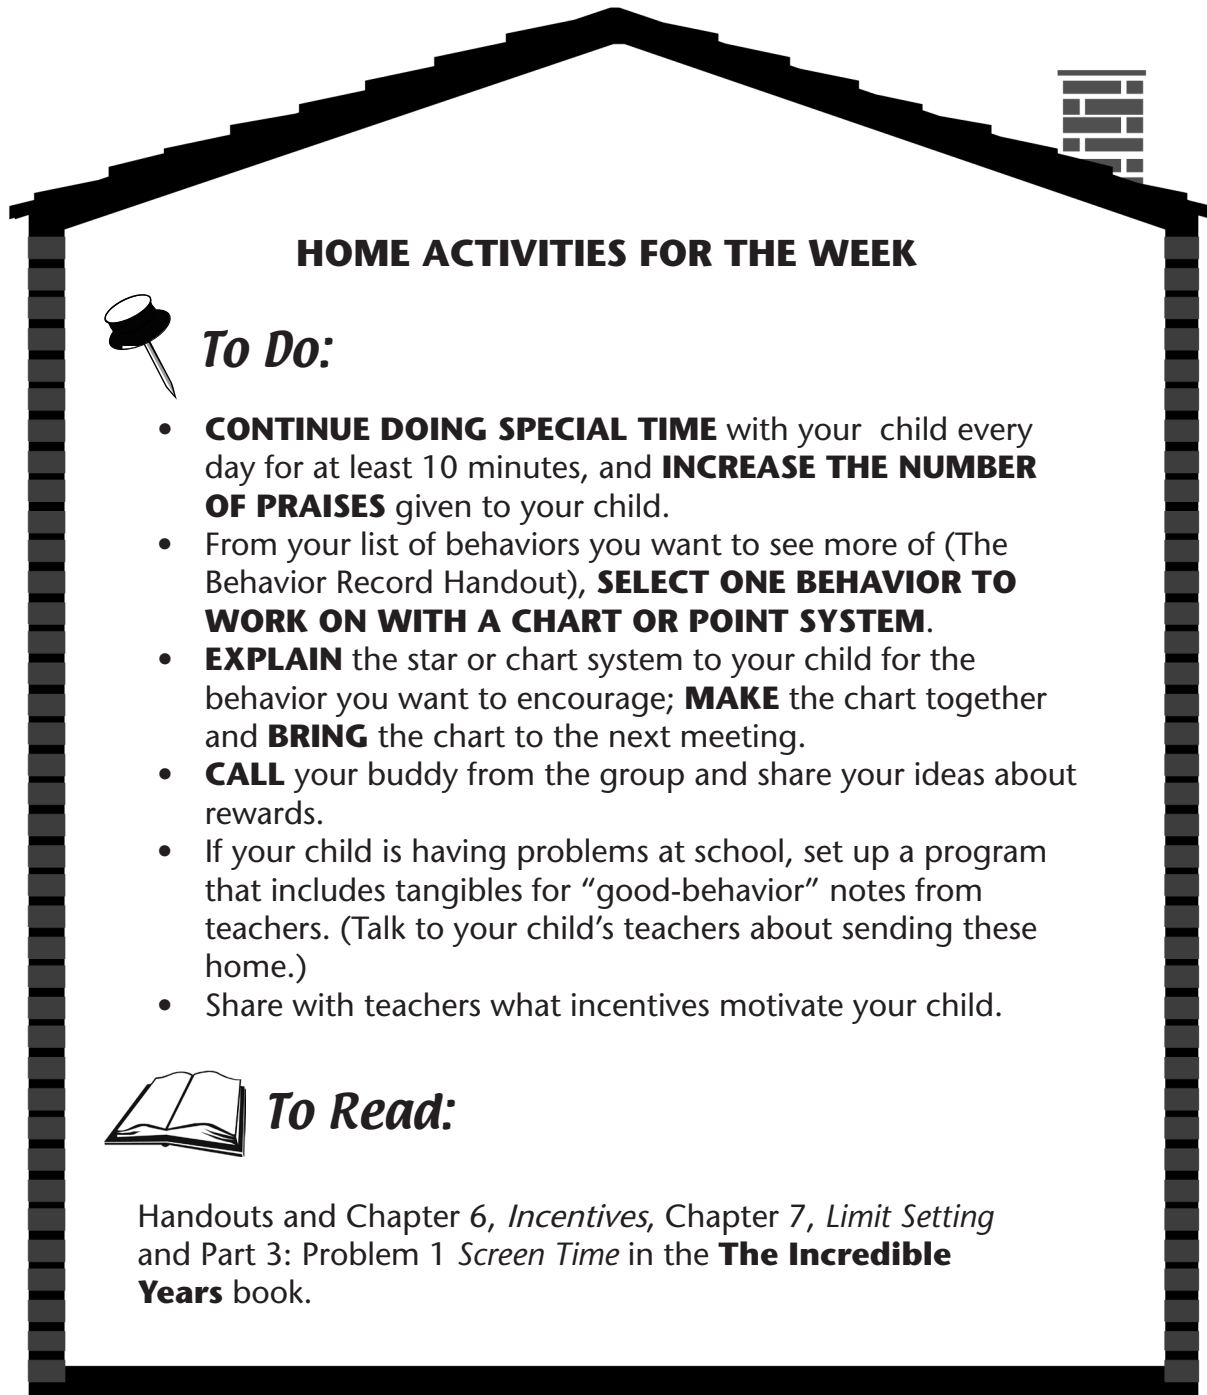 HOME ACTIVITIES FOR THE WEEK
To Do:
• CONTINUE DOING SPECIAL TIME with your child every
day for at least 10 minutes, and INCREASE THE NUMBER
OF PRAISES given to your child.
• From your list of behaviors you want to see more of (The
Behavior Record Handout), SELECT ONE BEHAVIOR TO
WORK ON WITH A CHART OR POINT SYSTEM.
• EXPLAIN the star or chart system to your child for the
behavior you want to encourage; MAKE the chart together
and BRING the chart to the next meeting.
• CALL your buddy from the group and share your ideas about
rewards.
• If your child is having problems at school, set up a program
that includes tangibles for “good-behavior” notes from
teachers. (Talk to your child’s teachers about sending these
home.)
• Share with teachers what incentives motivate your child.
To Read:
Handouts and Chapter 6, Incentives, Chapter 7, Limit Setting
and Part 3: Problem 1 Screen Time in the The Incredible
Years book.